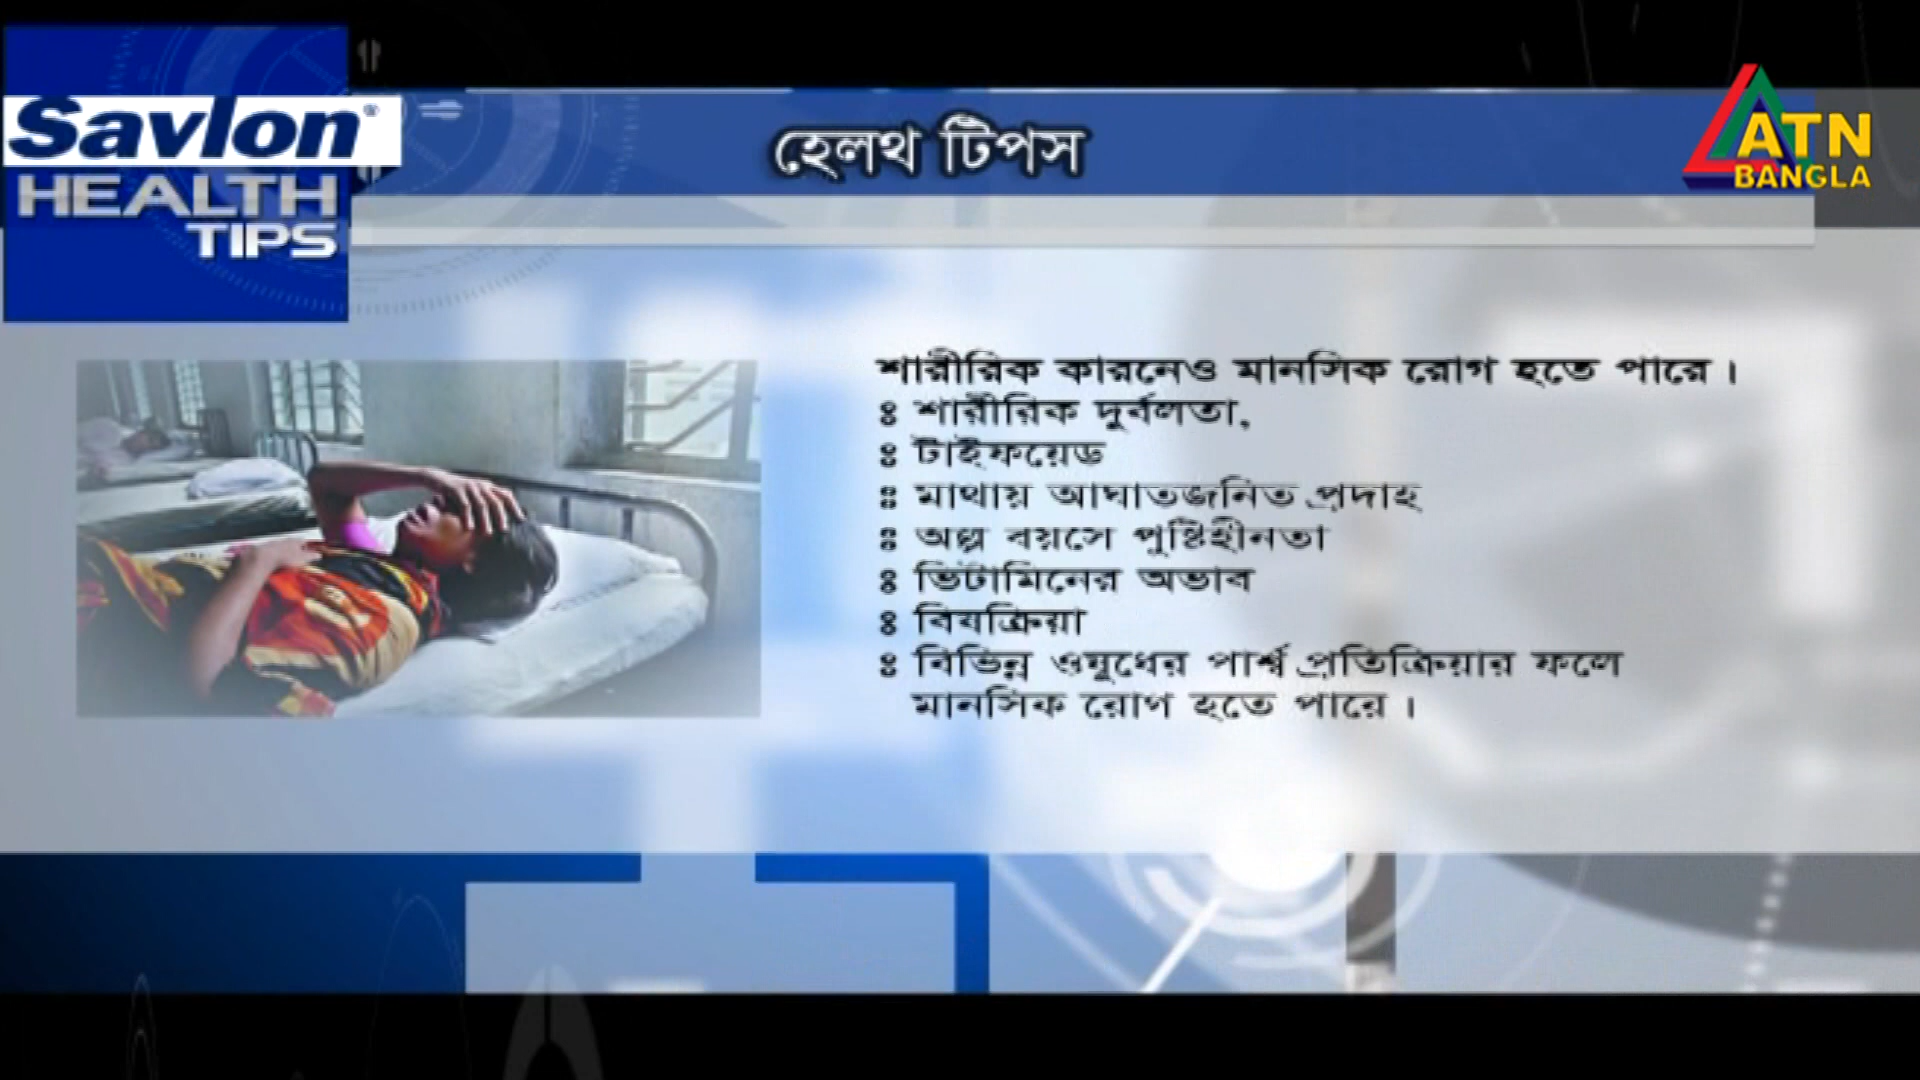 Savlon®
HEALTH
TIPS
হেলথ টিপস
ATN
BANGLA
শারীরিক কারনেও মানসিক রোগ হতে পারে।
ঃ শারীরিক দুর্বলতা,
ঃ টাইফয়েড
ঃ মাথায় আঘাতজনিত প্রদাহ
ঃ অল্প বয়সে পুষ্টিহীনতা
ঃ ভিটামিনের অভাব
ঃ বিষক্রিয়া
ঃ বিভিন্ন ওষুধের পার্শ্ব প্রতিক্রিয়ার ফলে
মানসিক রোগ হতে পারে।